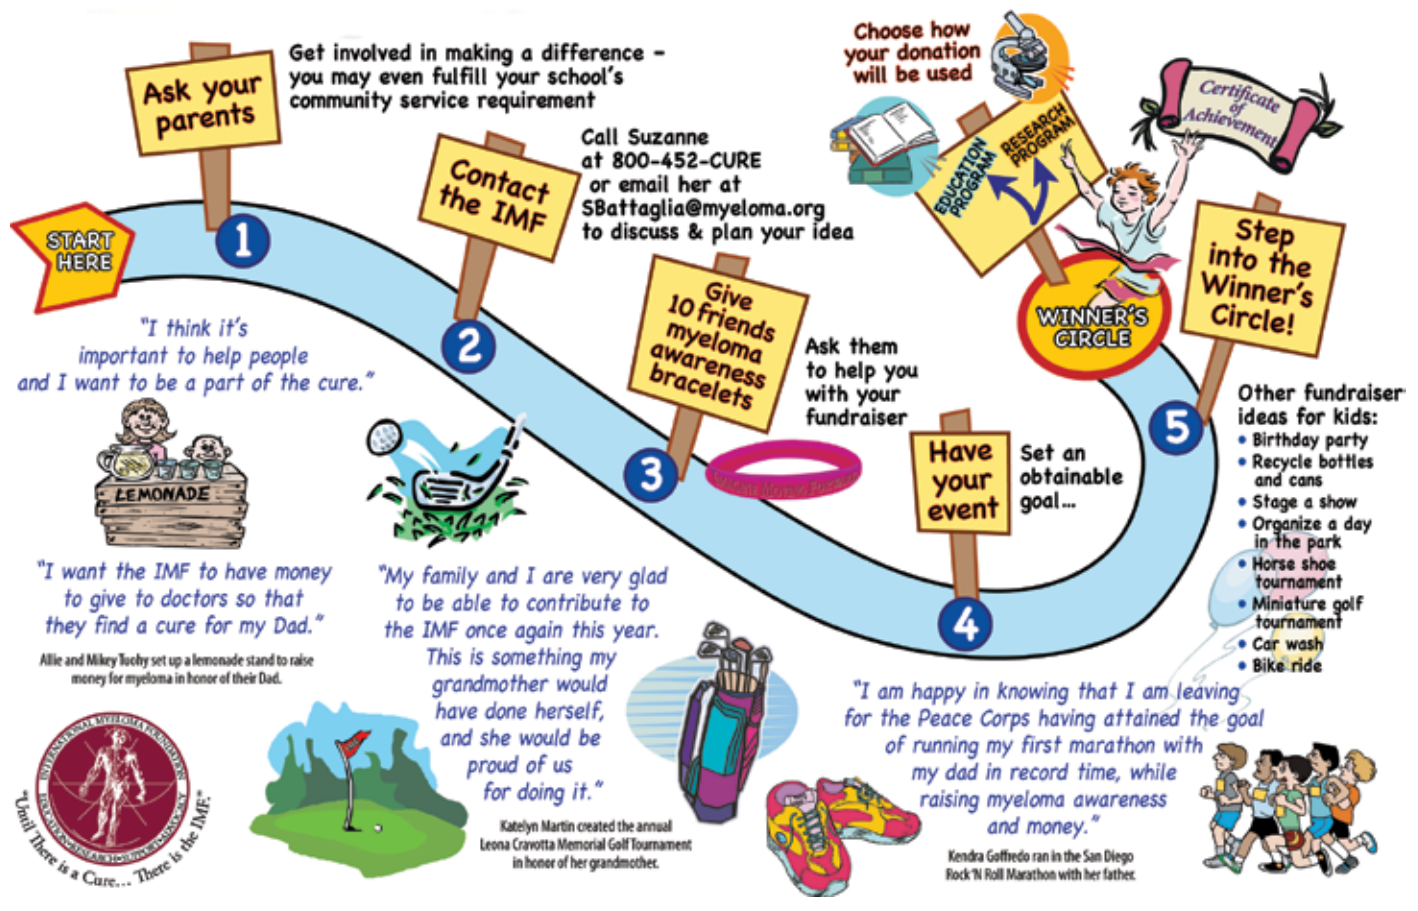 START
HERE
Ask your
parents
1
Get involved in making a difference –
you may even fulfill your school's
community service requirement
Contact
the IMF
2
Call Suzanne
at 800-452-CURE
or email her at
SBattaglia@myeloma.org
to discuss & plan your idea
Give
10 friends
myeloma
awareness
bracelets
3
Ask them
to help you
with your
fundraiser
Have
your
event
4
Set an
obtainable
goal...
Step
into the
Winner's
Circle!
5
WINNER'S
CIRCLE
Choose how
your donation
will be used
EDUCATION
PROGRAM
RESEARCH
PROGRAM
Certificate
of
Achievement
Other fundraiser
ideas for kids:
• Birthday party
• Recycle bottles
and cans
• Stage a show
• Organize a day
in the park
• Horse shoe
tournament
• Miniature golf
tournament
• Car wash
• Bike ride
"I think it's
important to help people
and I want to be a part of the cure."
LEMONADE
"I want the IMF to have money
to give to doctors so that
they find a cure for my Dad."
Allie and Mikey Tuohy set up a lemonade stand to raise
money for myeloma in honor of their Dad.
"My family and I are very glad
to be able to contribute to
the IMF once again this year.
This is something my
grandmother would
have done herself,
and she would be
proud of us
for doing it."
Katelyn Martin created the annual
Leona Cravotta Memorial Golf Tournament
in honor of her grandmother.
"I am happy in knowing that I am leaving
for the Peace Corps having attained the goal
of running my first marathon with
my dad in record time, while
raising myeloma awareness
and money."
Kendra Goffredo ran in the San Diego
Rock'N Roll Marathon with her father.
INTERNATIONAL MYELOMA FOUNDATION
EDUCATION•RESEARCH•SUPPORT•ADVOCACY
"Until There is a Cure... There is the IMF."